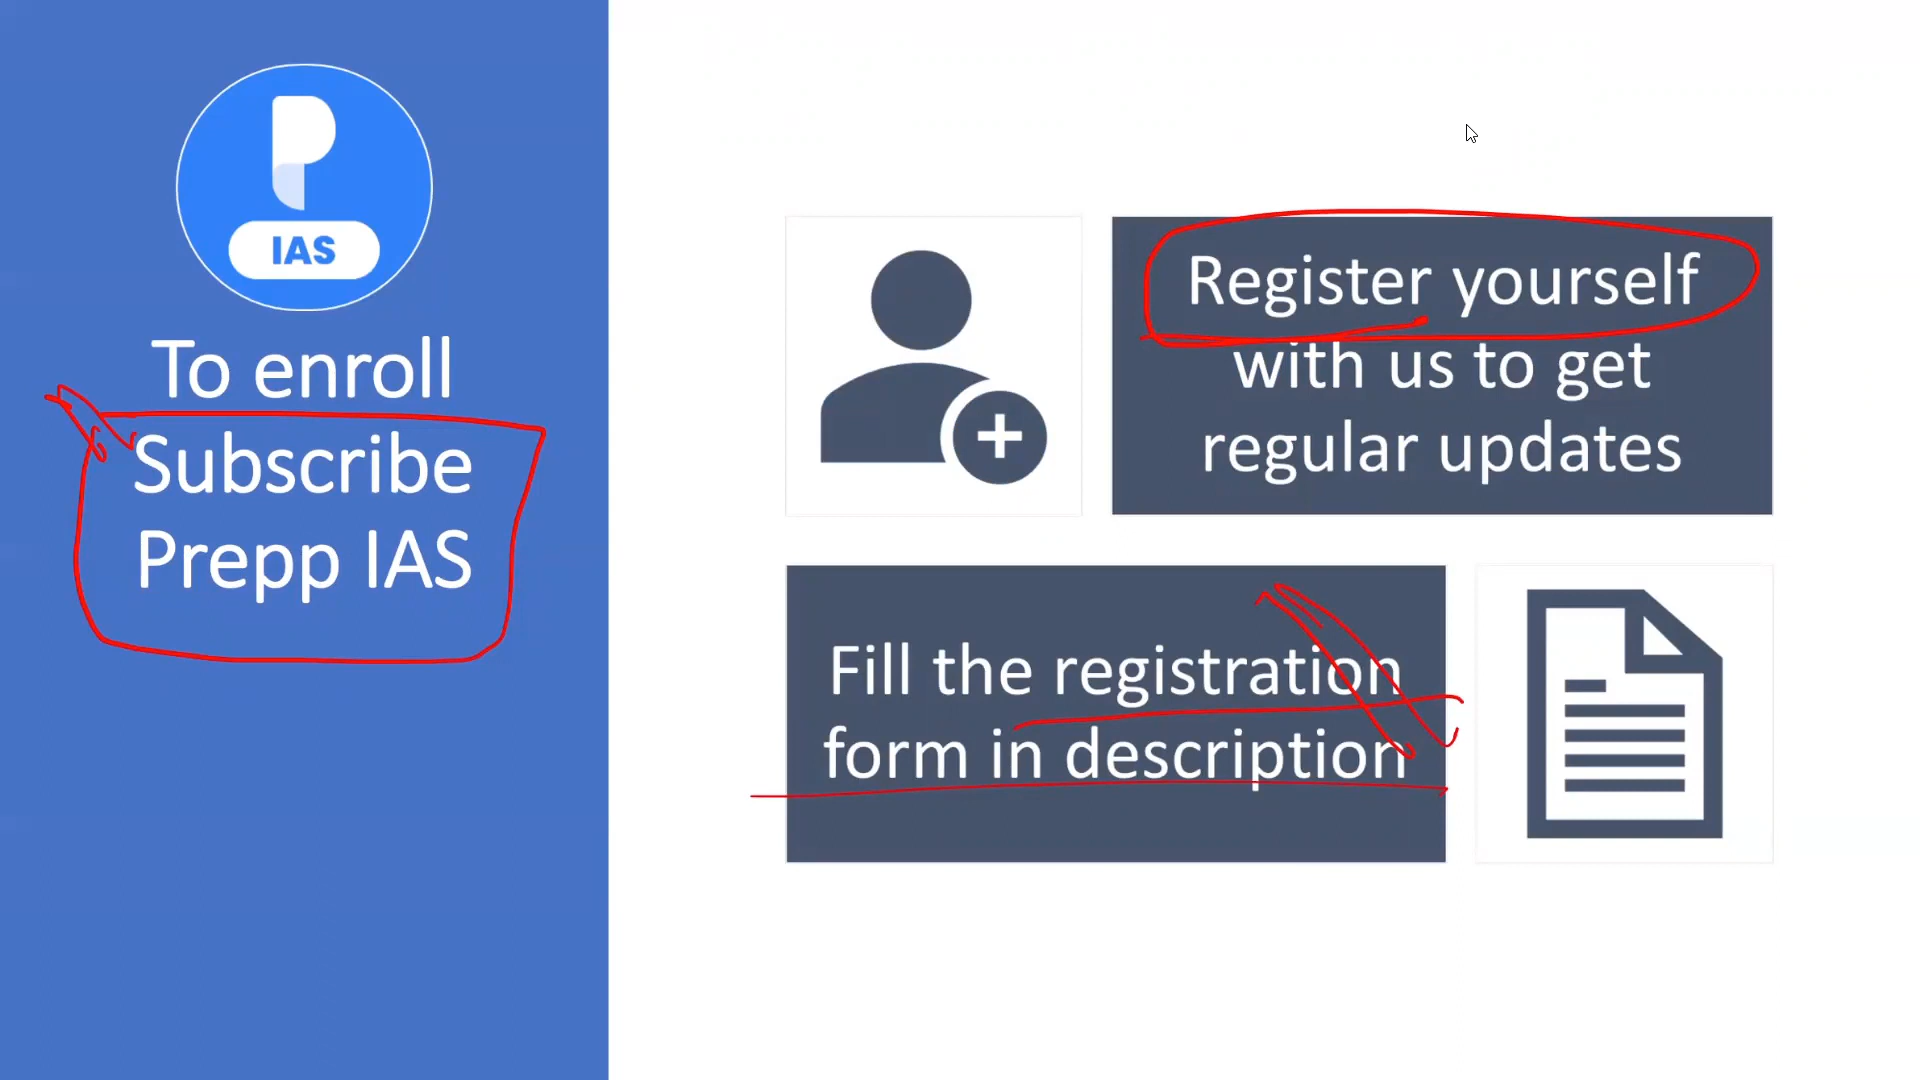 IAS
To enroll
Subscribe
Prepp IAS
Register yourself
with us to get
regular updates
Fill the registration
form in description